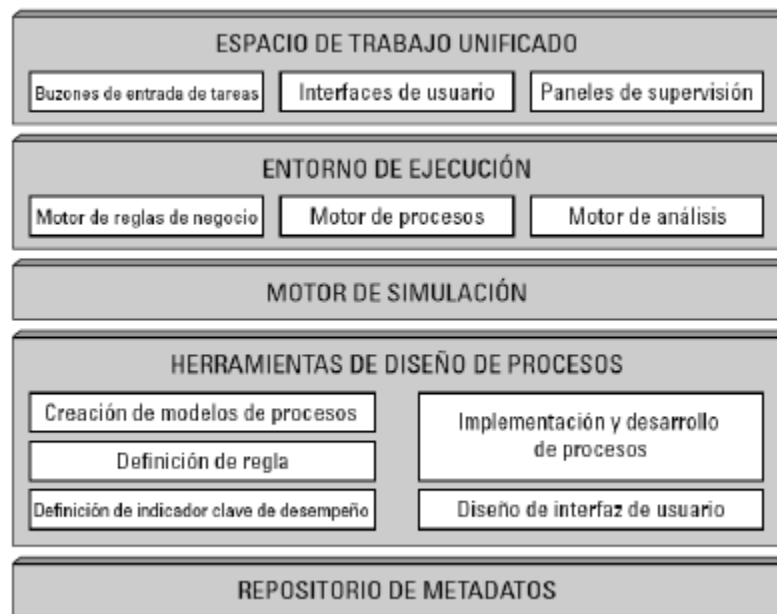 ESPACIO DE TRABAJO UNIFICADO
Buzones de entrada de tareas
Interfaces de usuario
Paneles de supervisión
ENTORNO DE EJECUCIÓN
Motor de reglas de negocio
Motor de procesos
Motor de análisis
MOTOR DE SIMULACIÓN
HERRAMIENTAS DE DISEÑO DE PROCESOS
Creación de modelos de procesos
Definición de regla
Definición de indicador clave de desempeño
Implementación y desarrollo
de procesos
Diseño de interfaz de usuario
REPOSITORIO DE METADATOS